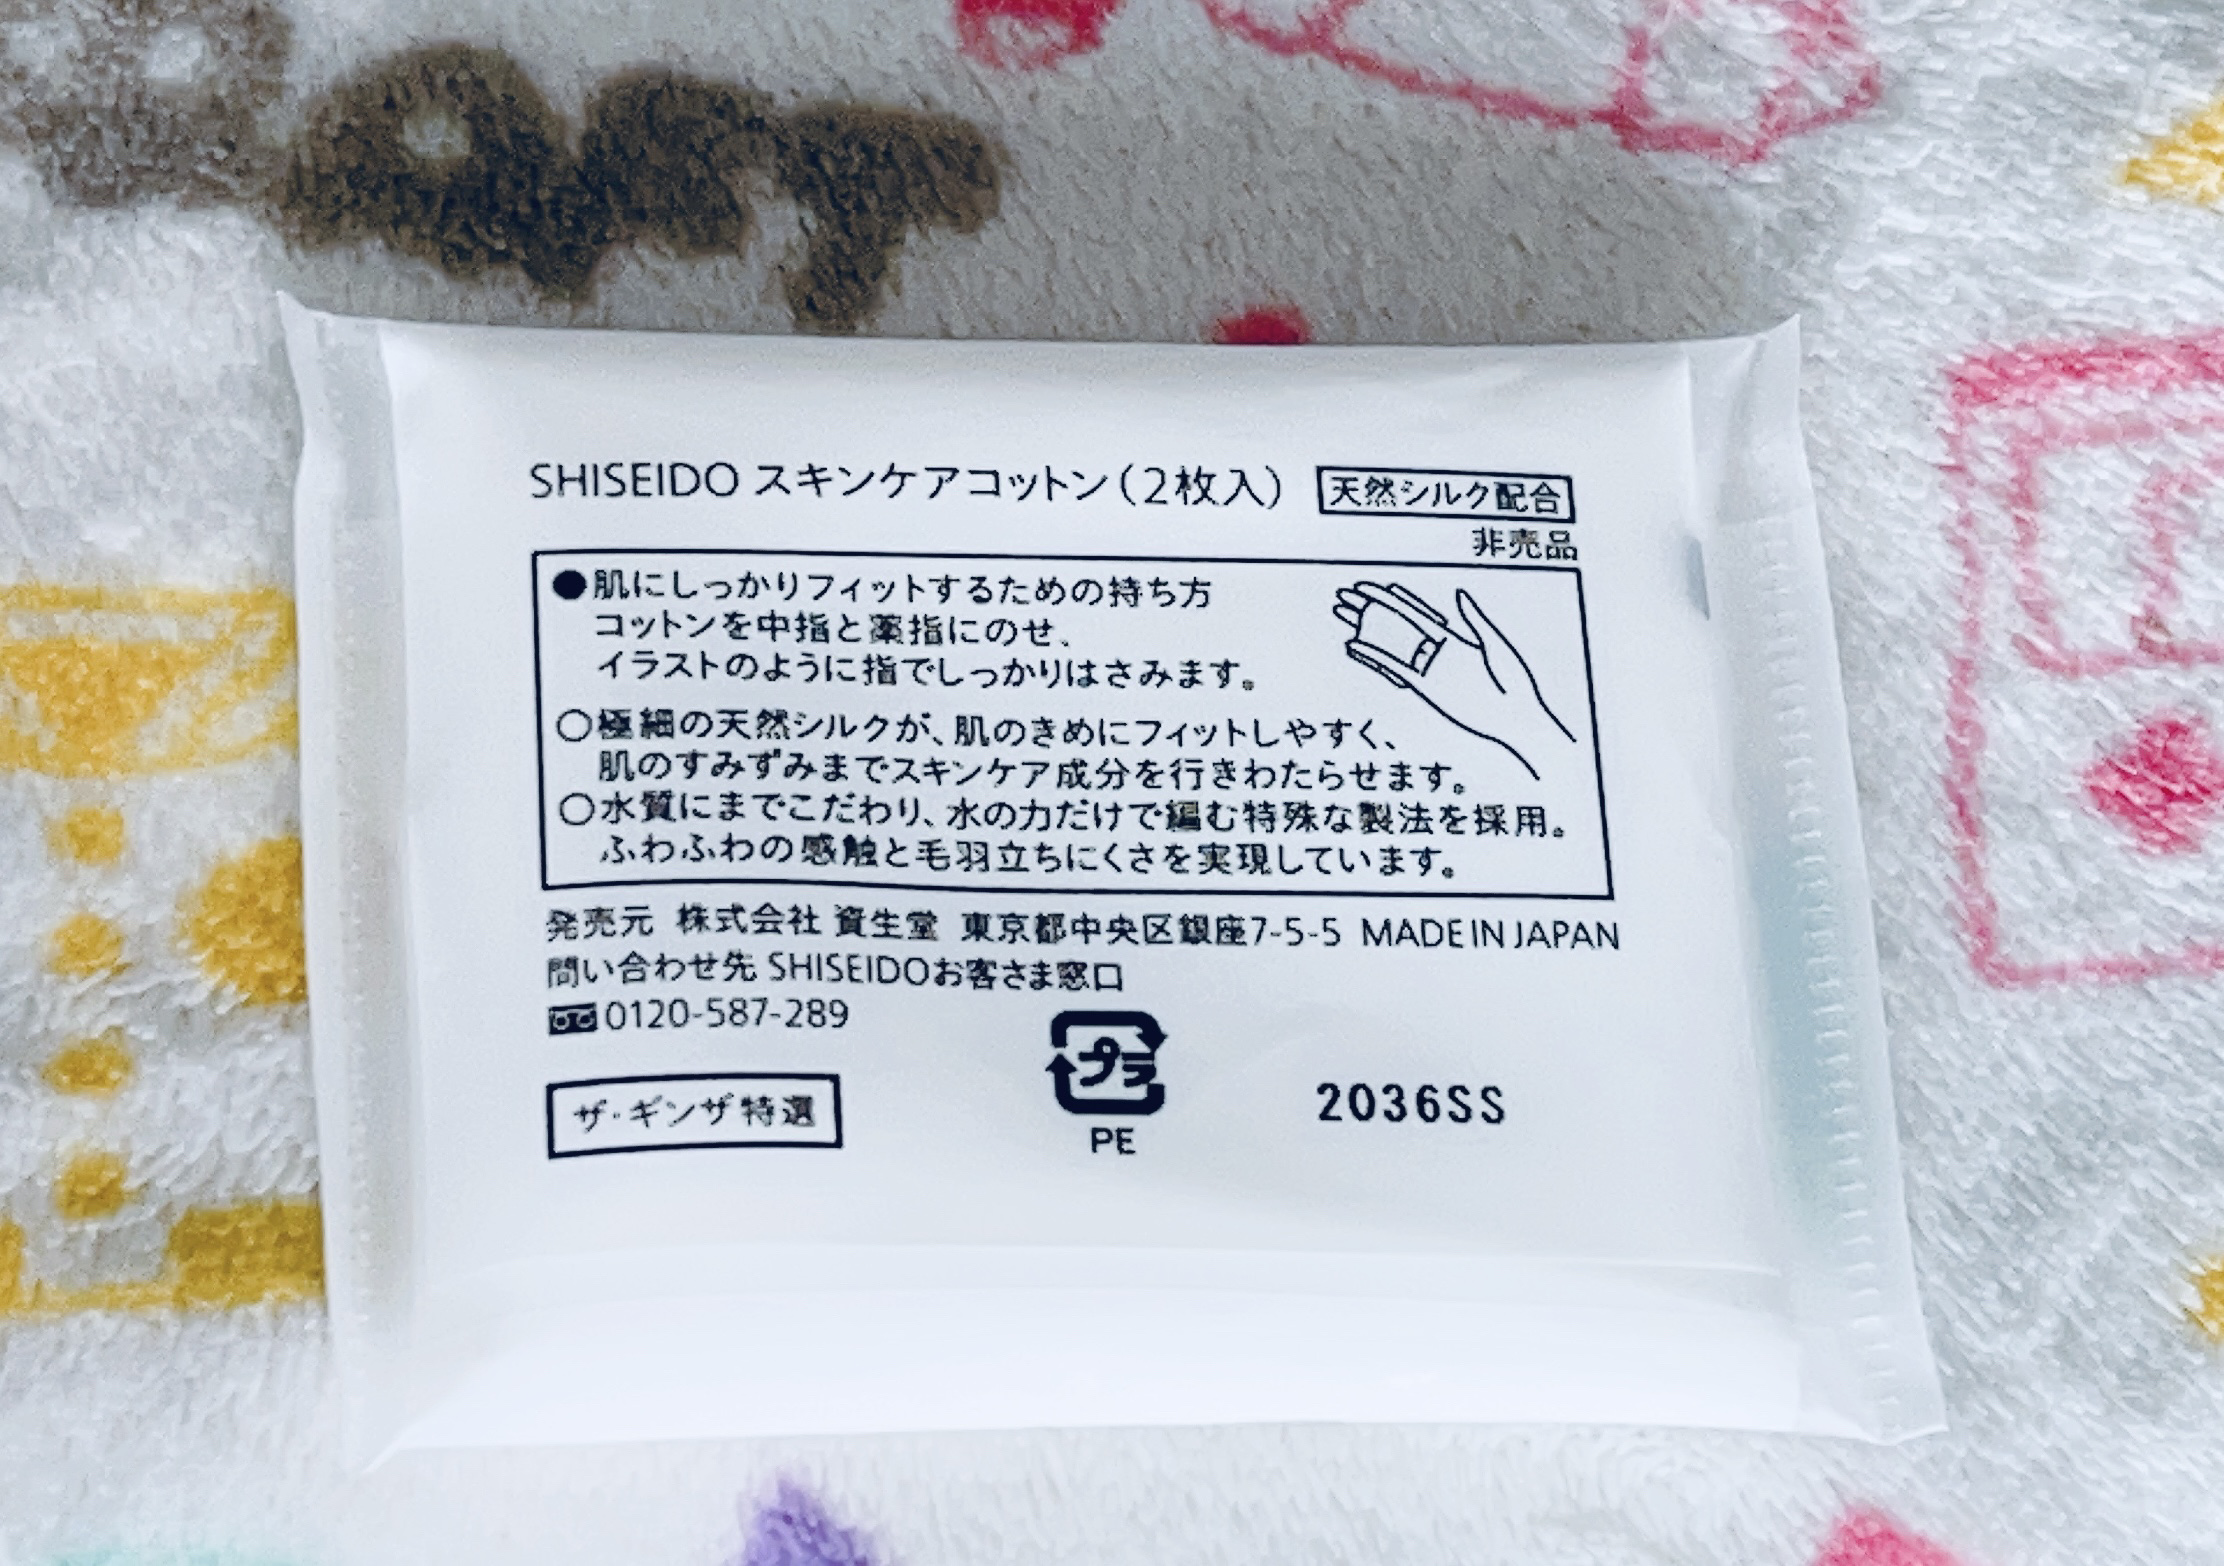 SHISEIDO スキンケアコットン（2枚入） 天然シルク配合
非売品
●肌にしっかりフィットするための持ち方
コットンを中指と薬指にのせ、
イラストのように指でしっかりはさみます。
○極細の天然シルクが、肌のきめにフィットしやすく、
肌のすみずみまでスキンケア成分を行きわたらせます。
○水質にまでこだわり、水の力だけで編む特殊な製法を採用。
ふわふわの感触と毛羽立ちにくさを実現しています。
発売元 株式会社 資生堂 東京都中央区銀座7-5-5 MADE IN JAPAN
問い合わせ先 SHISEIDOお客さま窓口
0120-587-289
プラ
ザ・ギンザ特選
2036SS
PE